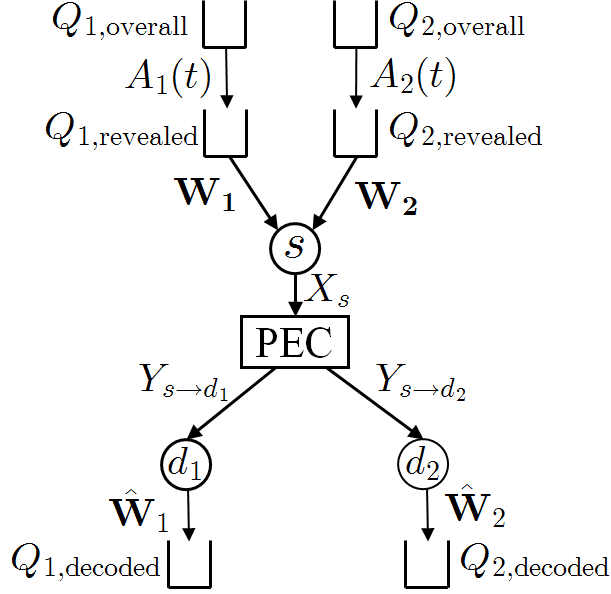 Q1,overall Q2,overall
A1(t) A2(t)
Q1,revealed Q2,revealed
W1 W2
s
Xs
PEC
Ys→d1 Ys→d2
d1 d2
Ŵ1 Ŵ2
Q1,decoded Q2,decoded